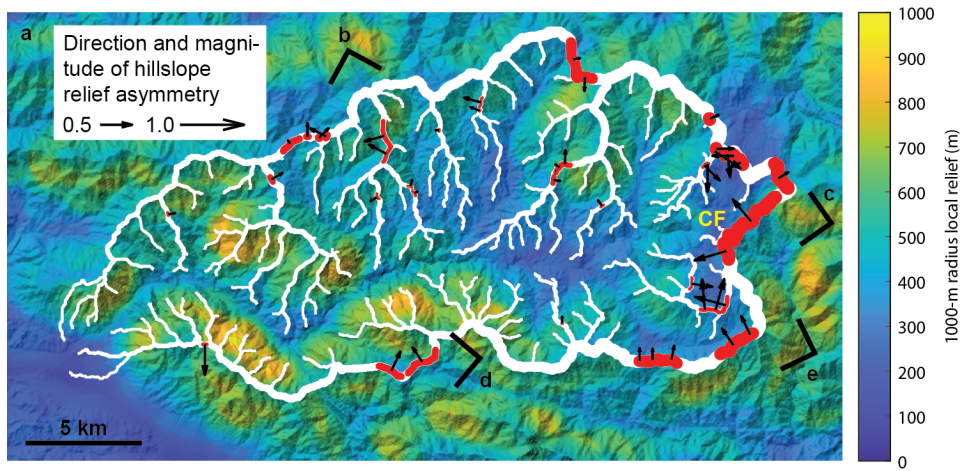 a
Direction and magni-
tude of hillslope
relief asymmetry
0.5 1.0
b
c
CF
d
e
5 km
1000
900
800
700
600
500
400
300
200
100
0
1000-m radius local relief (m)